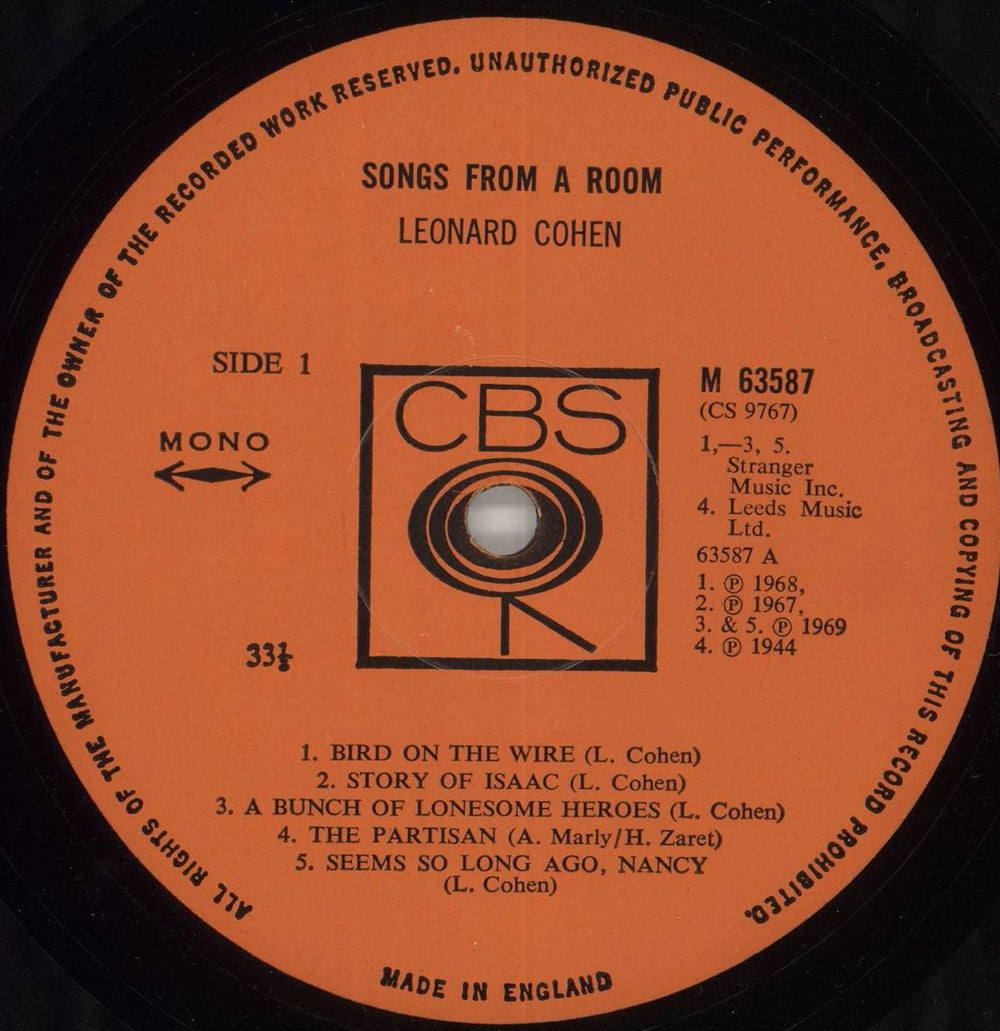 ALL RIGHTS OF THE MANUFACTURER AND OF THE OWNER OF THE RECORDED WORK RESERVED. UNAUTHORIZED PUBLIC PERFORMANCE, BROADCASTING AND COPYING OF THIS RECORD PROHIBITED.
SONGS FROM A ROOM
LEONARD COHEN
SIDE 1
MONO
33⅓
CBS
M 63587
(CS 9767)
1,—3, 5.
Stranger
Music Inc.
4. Leeds Music
Ltd.
63587 A
1. ℗ 1968,
2. ℗ 1967,
3. & 5. ℗ 1969
4. ℗ 1944
1. BIRD ON THE WIRE (L. Cohen)
2. STORY OF ISAAC (L. Cohen)
3. A BUNCH OF LONESOME HEROES (L. Cohen)
4. THE PARTISAN (A. Marly/H. Zaret)
5. SEEMS SO LONG AGO, NANCY
(L. Cohen)
MADE IN ENGLAND